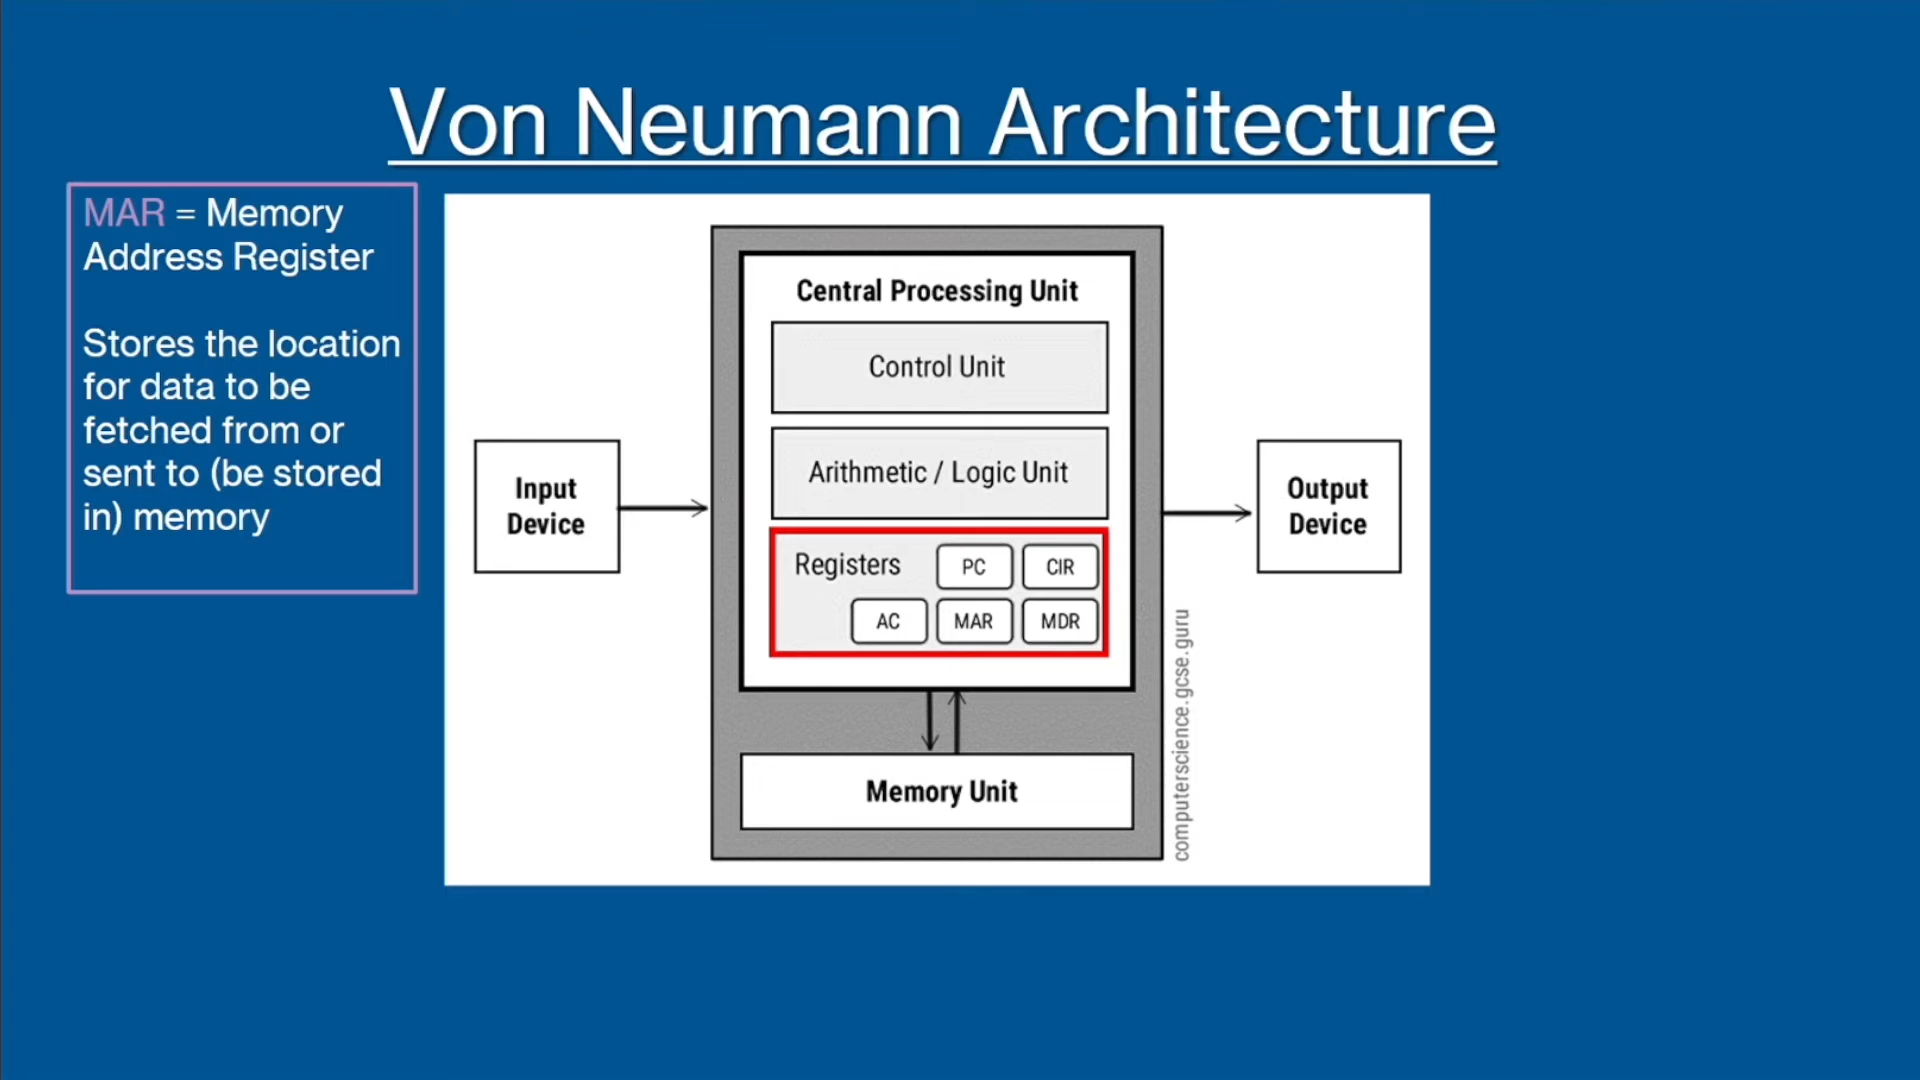 Von Neumann Architecture
MAR = Memory
Address Register
Stores the location
for data to be
fetched from or
sent to (be stored
in) memory
Central Processing Unit
Control Unit
Arithmetic / Logic Unit
Registers
PC
CIR
AC
MAR
MDR
Input
Device
Output
Device
Memory Unit
computerscience.gcse.guru